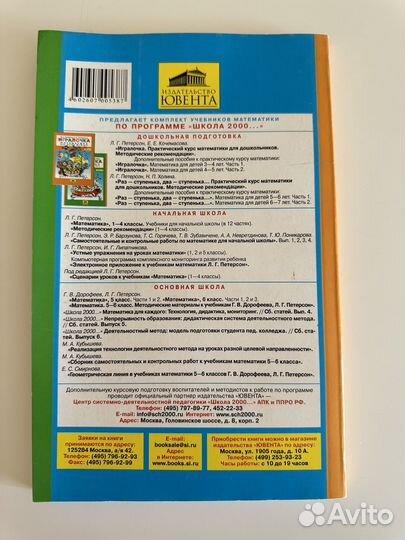 4602607005387
ИЗДАТЕЛЬСТВО
ЮВЕНТА
ПРЕДЛАГАЕТ КОМПЛЕКТ УЧЕБНИКОВ МАТЕМАТИКИ
ПО ПРОГРАММЕ «ШКОЛА 2000...»
ДОШКОЛЬНАЯ ПОДГОТОВКА
Л. Г. Петерсон, Е. Е. Кочемасова.
«Игралочка. Практический курс математики для дошкольников.
Методические рекомендации».
Дополнительные пособия к практическому курсу математики:
«Игралочка». Математика для детей 3—4 лет. Часть 1.
«Игралочка». Математика для детей 4—5 лет. Часть 2.
Л. Г. Петерсон, Н. П. Холина.
«Раз — ступенька, два — ступенька... Практический курс математики
для дошкольников. Методические рекомендации».
Дополнительные пособия к практическому курсу математики:
«Раз — ступенька, два — ступенька...» Математика для детей 5—6 лет. Часть 1.
«Раз — ступенька, два — ступенька...» Математика для детей 6—7 лет. Часть 2.
ИГРАЛОЧКА
НАЧАЛЬНАЯ ШКОЛА
Л. Г. Петерсон.
«Математика», 1—4 классы. Учебники для начальной школы (в 12 частях).
«Методические рекомендации» (1—4 классы).
Л. Г. Петерсон, Э. Р. Барзинова, Т. С. Горячева, Т. В. Зубавичене, А. А. Невретдинова, Т. Ю. Поникарова.
«Самостоятельные и контрольные работы по математике для начальной школы». Вып. 1, 2, 3, 4.
Л. Г. Петерсон, И. Г. Липатникова.
«Устные упражнения на уроках математики» (1, 2 и 5 классы).
Компьютерная программа комплексного мониторинга развития ребенка
«Электронное приложение к учебникам математики Л. Г. Петерсон».
Под редакцией Л. Г. Петерсон.
«Сценарии уроков к учебникам «Математика» (1—4 классы).
ОСНОВНАЯ ШКОЛА
Г. В. Дорофеев, Л. Г. Петерсон.
«Математика», 5 класс. Части 1 и 2. «Математика», 6 класс. Части 1, 2 и 3.
«Математика. 5—6 класс. Методические материалы к учебникам Г. В. Дорофеева, Л. Г. Петерсон».
«Школа 2000... — Математика для каждого: Технология, дидактика, мониторинг. // Сб. статей. Вып. 4.
«Школа 2000... — Непрерывность образования: дидактическая система деятельностного метода. //
Сб. статей. Выпуск 5.
«Школа 2000... — Деятельностный метод: модель подготовки студентов пед. колледжа. // Сб. статей.
Выпуск 6.
М. А. Кубышева.
«Реализация технологии деятельностного метода на уроках разной целевой направленности».
М. А. Кубышева.
«Сборник самостоятельных и контрольных работ к учебникам математики 5—6 класса».
Е. С. Смирнова.
«Геометрическая линия в учебниках математики 5—6 классов Г. В. Дорофеева, Л. Г. Петерсон».
Дополнительную курсовую подготовку воспитателей и методистов к работе по программе
проводит официальный партнер издательства «ЮВЕНТА» —
Центр системно-деятельностной педагогики «Школа 2000...» АПК и ППРО РФ.
Телефоны: (495) 797-89-77, 452-22-33
E-mail: info@sch2000.ru Интернет: www.sch2000.ru
Адрес: Москва, Головинское шоссе, д. 8, корп. 2
Заявки на книги
принимаются по адресу:
125284 Москва, а/я 42.
Телефон: (495) 796-92-93
Факс: (495) 796-92-99
E-mail:
booksale@si.ru
Адрес
в Интернете:
www.books.si.ru
Приобрести книги можно в магазине
издательства «ЮВЕНТА» по адресу:
Москва, ул. 1905 года, д. 10 А.
Телефон: (499) 253-93-23
Часы работы: с 10 до 19 часов
Avito